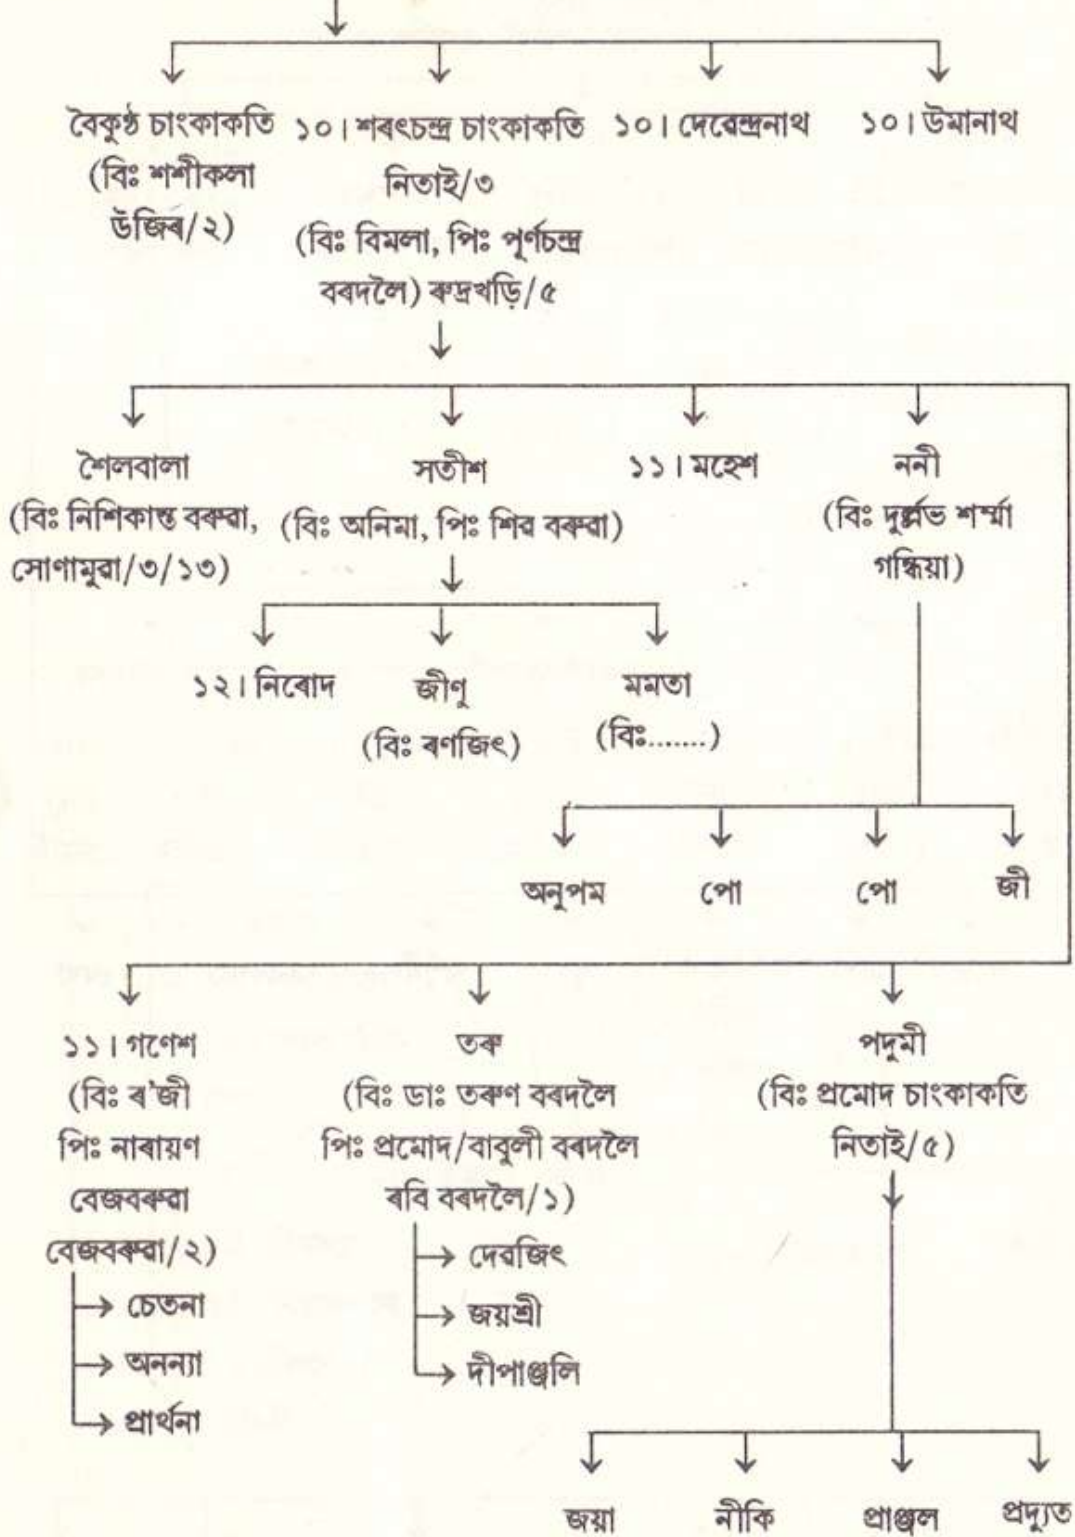 বৈকুণ্ঠ চাংকাকতি
(বিঃ শশীকলা
উজিৰ/২)
১০। শৰৎচন্দ্ৰ চাংকাকতি
নিতাই/৩
(বিঃ বিমলা, পিঃ পূৰ্ণচন্দ্ৰ
বৰদলৈ) ৰুদ্ৰখড়ি/৫
১০। দেৱেন্দ্ৰনাথ
১০। উমানাথ
শৈলবালা
(বিঃ নিশিকান্ত বৰুৱা,
সোণামুৱা/৩/১৩)
সতীশ
(বিঃ অনিমা, পিঃ শিৱ বৰুৱা)
১১। মহেশ
ননী
(বিঃ দুৰ্ল্লভ শৰ্ম্মা
গন্ধিয়া)
১২। নিৰোদ
জীণু
(বিঃ ৰণজিৎ)
মমতা
(বিঃ.......)
অনুপম
পো
পো
জী
১১। গণেশ
(বিঃ ৰ'জী
পিঃ নাৰায়ণ
বেজবৰুৱা
বেজবৰুৱা/২)
চেতনা
অনন্যা
প্ৰাৰ্থনা
তৰু
(বিঃ ডাঃ তৰুণ বৰদলৈ
পিঃ প্ৰমোদ/বাবুলী বৰদলৈ
ৰবি বৰদলৈ/১)
দেৱজিৎ
জয়শ্ৰী
দীপাঞ্জলি
পদুমী
(বিঃ প্ৰমোদ চাংকাকতি
নিতাই/৫)
জয়া
নীকি
প্ৰাঞ্জল
প্ৰদ্যুত